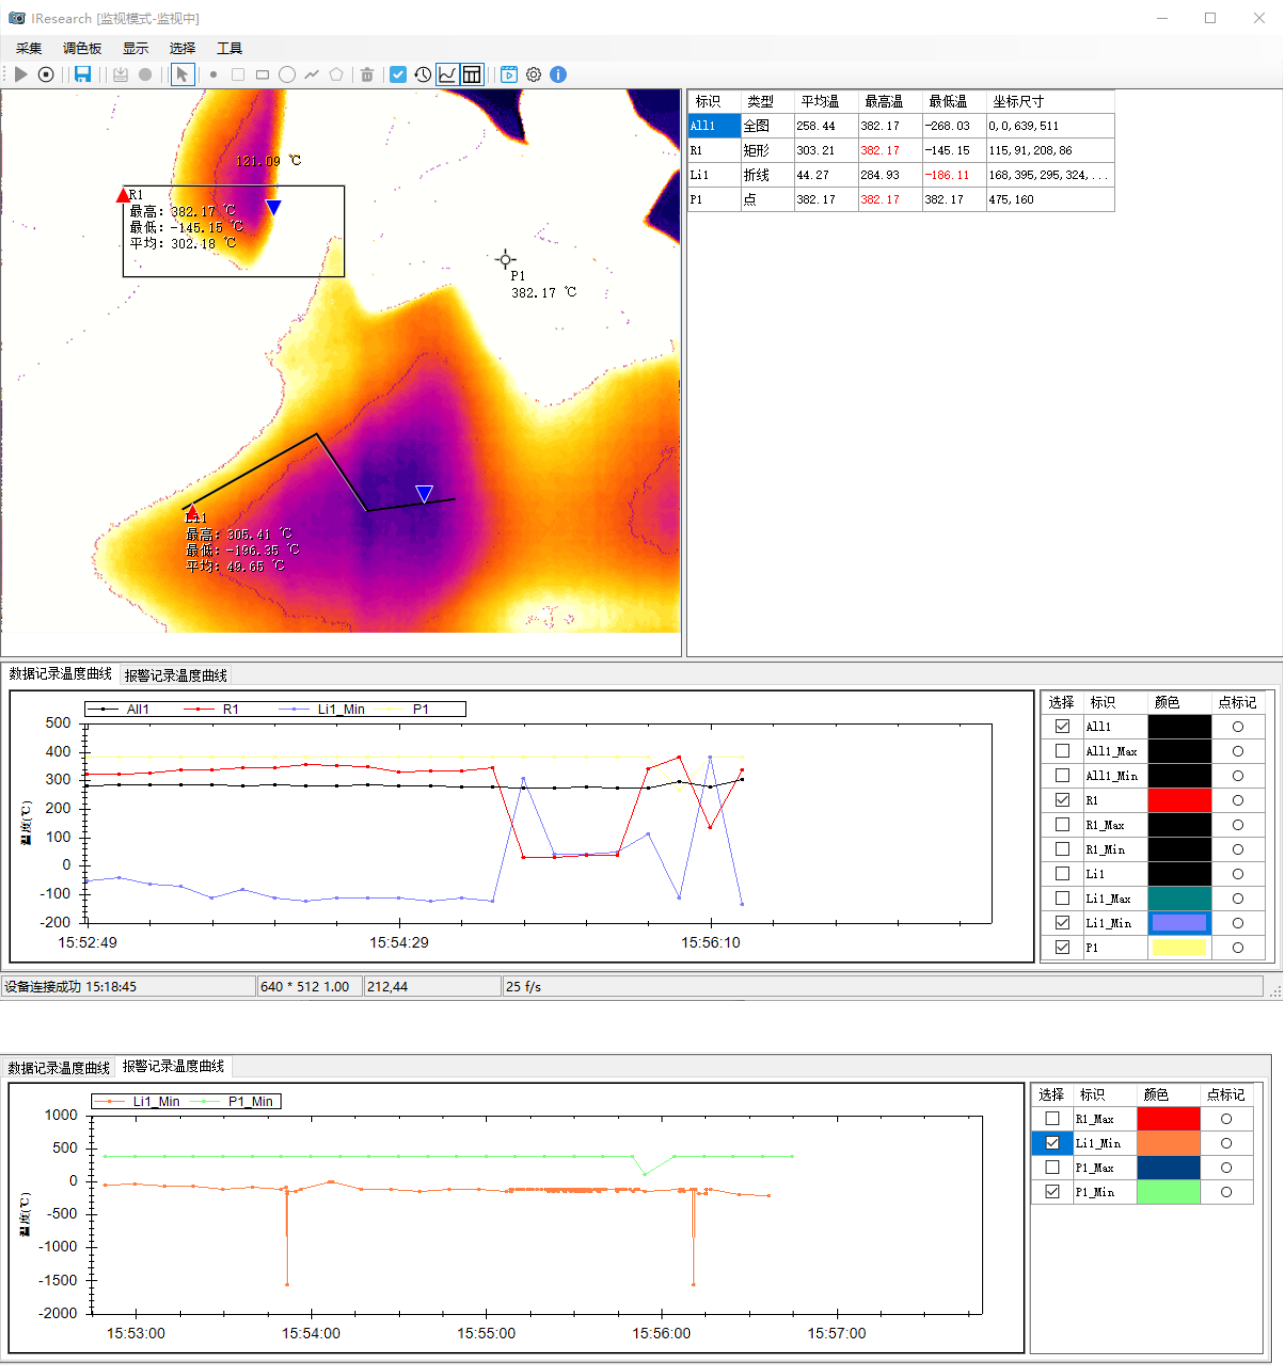 IResearch [监视模式-监视中]
采集 调色板 显示 选择 工具
标识 类型 平均温 最高温 最低温 坐标尺寸
All1 全图 258.44 382.17 -268.03 0,0,639,511
R1 矩形 303.21 382.17 -145.15 115,91,208,86
Li1 折线 44.27 284.93 -186.11 168,395,295,324,...
P1 点 382.17 382.17 382.17 475,160
121.09 ℃
R1
最高: 382.17 ℃
最低: -145.15 ℃
平均: 302.18 ℃
P1
382.17 ℃
Li1
最高: 305.41 ℃
最低: -196.35 ℃
平均: 49.65 ℃
数据记录温度曲线 报警记录温度曲线
All1 R1 Li1_Min P1
温度(℃)
500
400
300
200
100
0
-100
-200
15:52:49 15:54:29 15:56:10
选择 标识 颜色 点标记
All1
All1_Max
All1_Min
R1
R1_Max
R1_Min
Li1
Li1_Max
Li1_Min
P1
设备连接成功 15:18:45 640 * 512 1.00 212,44 25 f/s
数据记录温度曲线 报警记录温度曲线
Li1_Min P1_Min
温度(℃)
1000
500
0
-500
-1000
-1500
-2000
15:53:00 15:54:00 15:55:00 15:56:00 15:57:00
选择 标识 颜色 点标记
R1_Max
Li1_Min
P1_Max
P1_Min